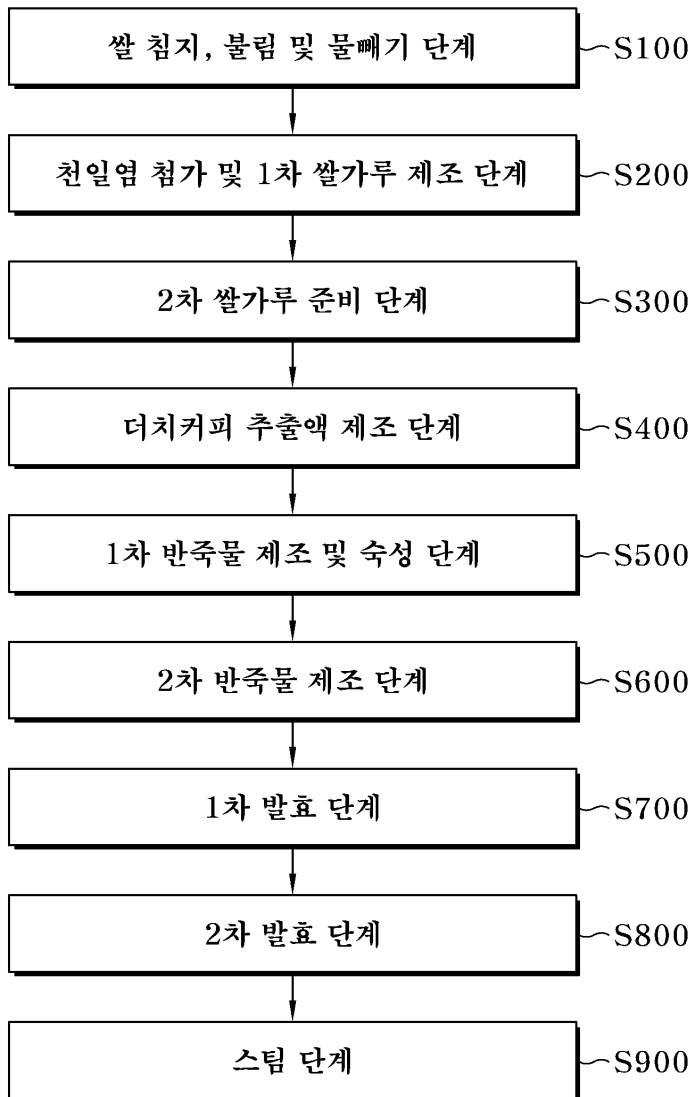 쌀 침지, 불림 및 물빼기 단계 S100
천일염 첨가 및 1차 쌀가루 제조 단계 S200
2차 쌀가루 준비 단계 S300
더치커피 추출액 제조 단계 S400
1차 반죽물 제조 및 숙성 단계 S500
2차 반죽물 제조 단계 S600
1차 발효 단계 S700
2차 발효 단계 S800
스팀 단계 S900